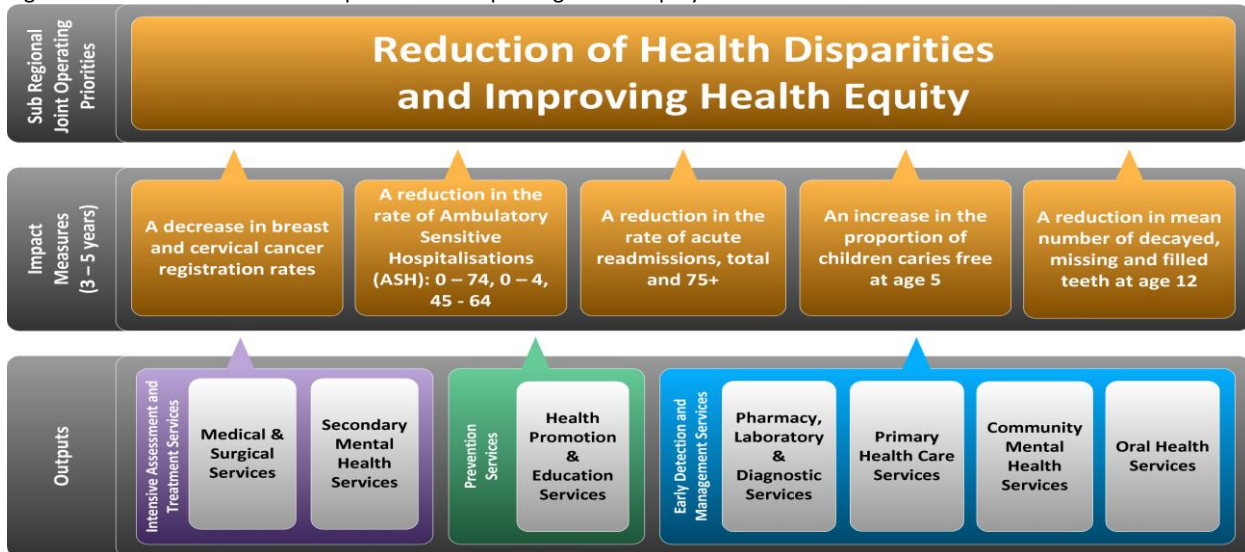 Sub Regional
Joint Operating
Priorities
Reduction of Health Disparities
and Improving Health Equity
Impact
Measures
(3 – 5 years)
A decrease in breast
and cervical cancer
registration rates
A reduction in the
rate of Ambulatory
Sensitive
Hospitalisations
(ASH): 0 – 74, 0 – 4,
45 - 64
A reduction in the
rate of acute
readmissions, total
and 75+
An increase in the
proportion of
children caries free
at age 5
A reduction in mean
number of decayed,
missing and filled
teeth at age 12
Outputs
Intensive Assessment and
Treatment Services
Medical &
Surgical
Services
Secondary
Mental
Health
Services
Prevention
Services
Health
Promotion
&
Education
Services
Early Detection and
Management Services
Pharmacy,
Laboratory
&
Diagnostic
Services
Primary
Health Care
Services
Community
Mental
Health
Services
Oral Health
Services